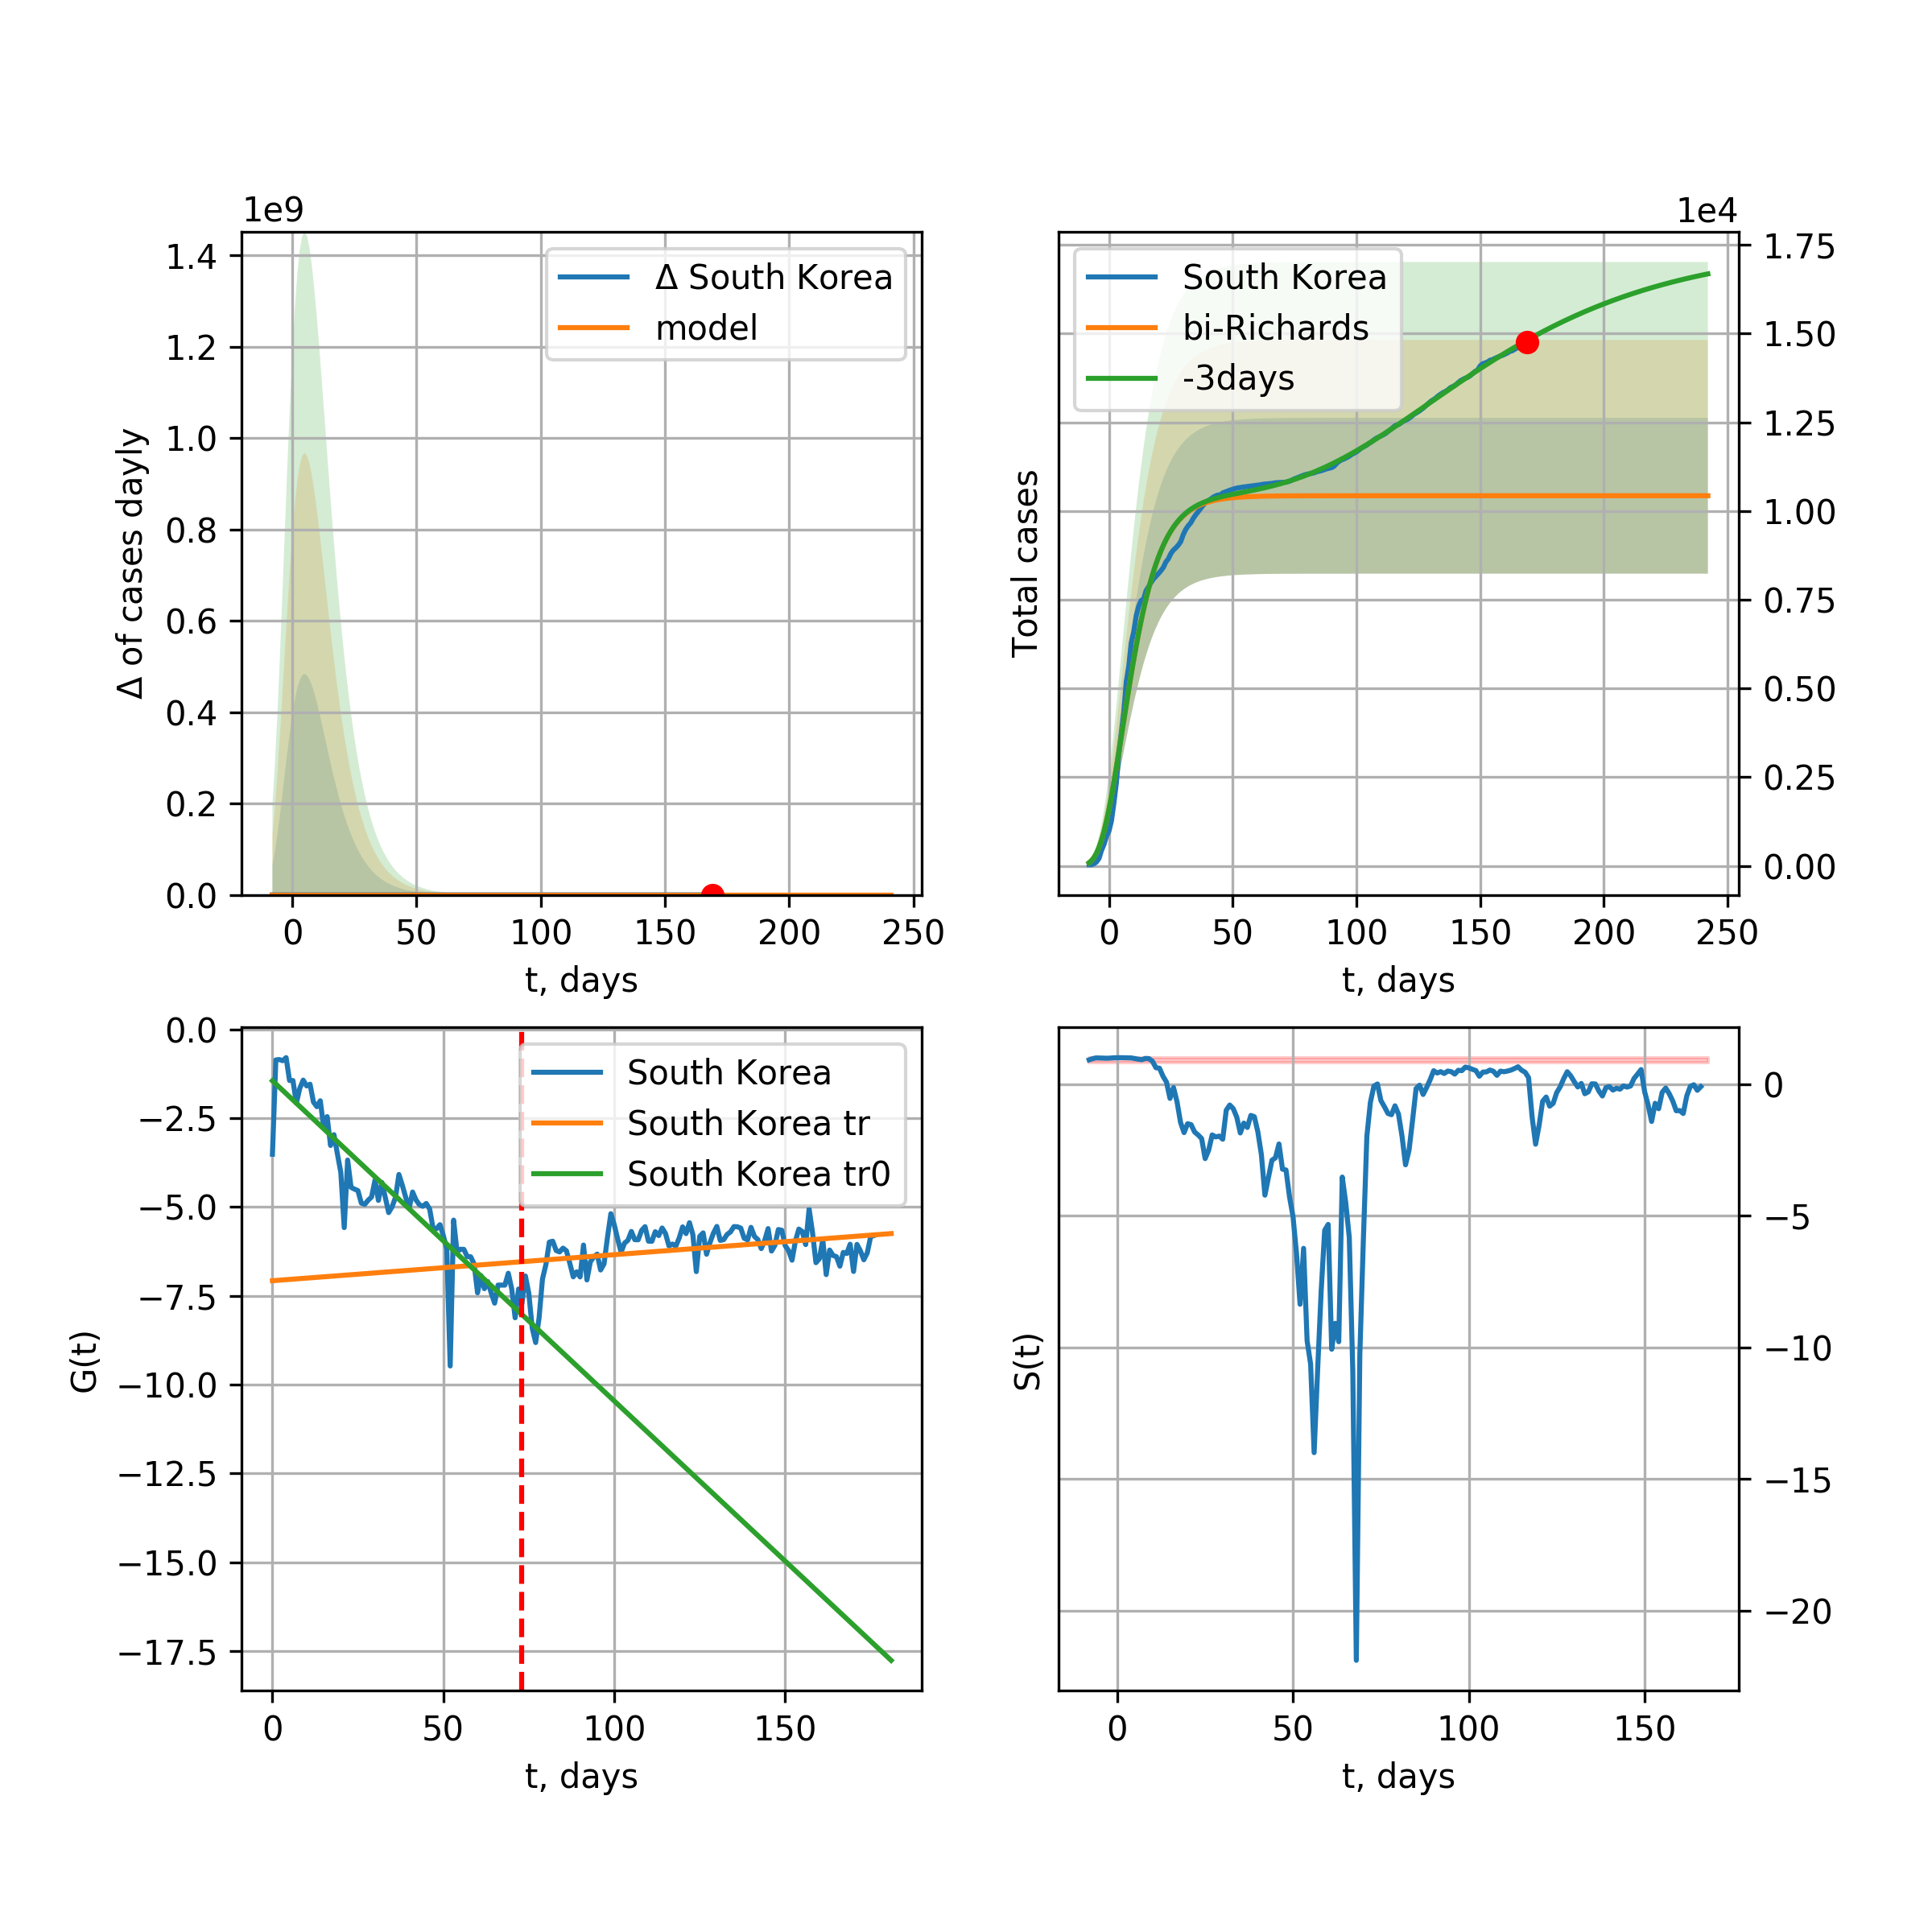 1e9
1.4
1.2
1.0
0.8
0.6
0.4
0.2
0.0
Δ of cases dayly
Δ South Korea
model
0 50 100 150 200 250
t, days
1e4
1.75
1.50
1.25
1.00
0.75
0.50
0.25
0.00
Total cases
South Korea
bi-Richards
-3days
0 50 100 150 200 250
t, days
0.0
−2.5
−5.0
−7.5
−10.0
−12.5
−15.0
−17.5
G(t)
South Korea
South Korea tr
South Korea tr0
0 50 100 150
t, days
0
−5
−10
−15
−20
S(t)
0 50 100 150
t, days